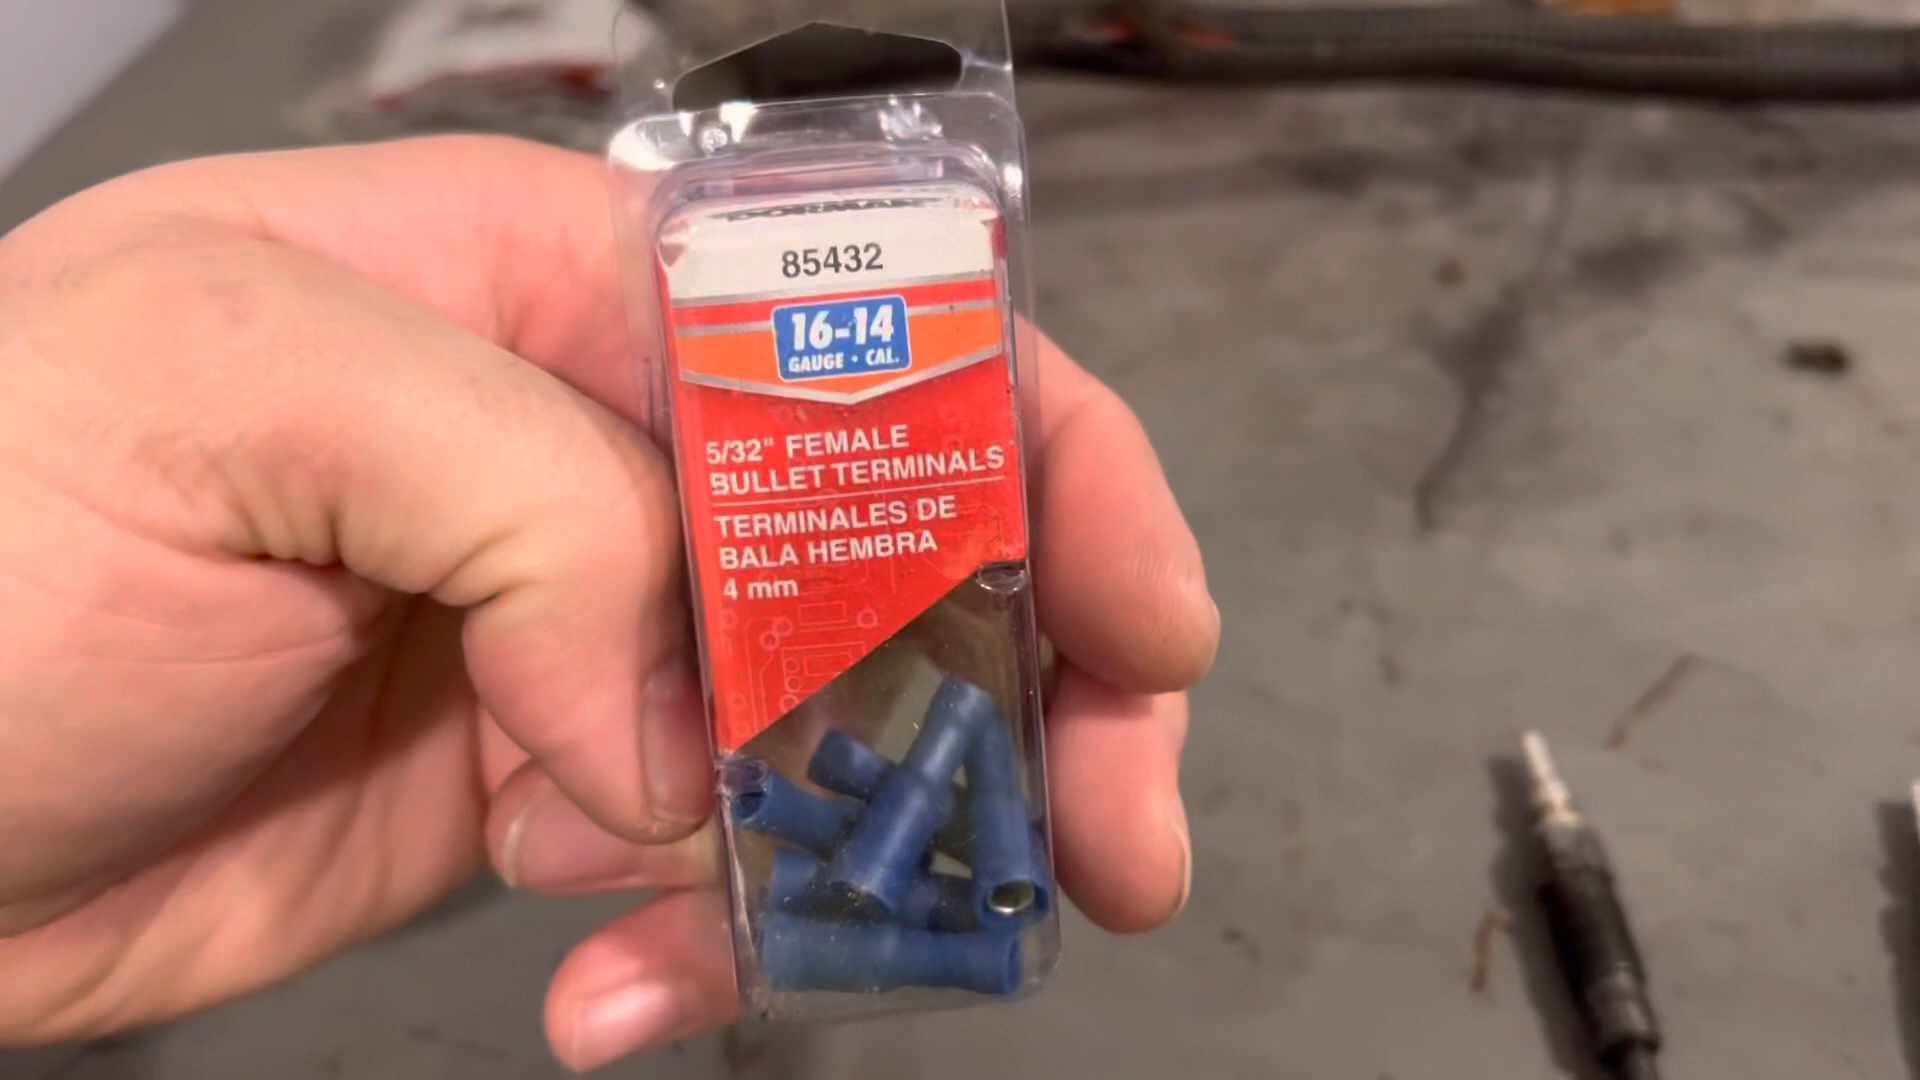 85432
16-14
GAUGE • CAL.
5/32" FEMALE
BULLET TERMINALS
TERMINALES DE
BALA HEMBRA
4 mm